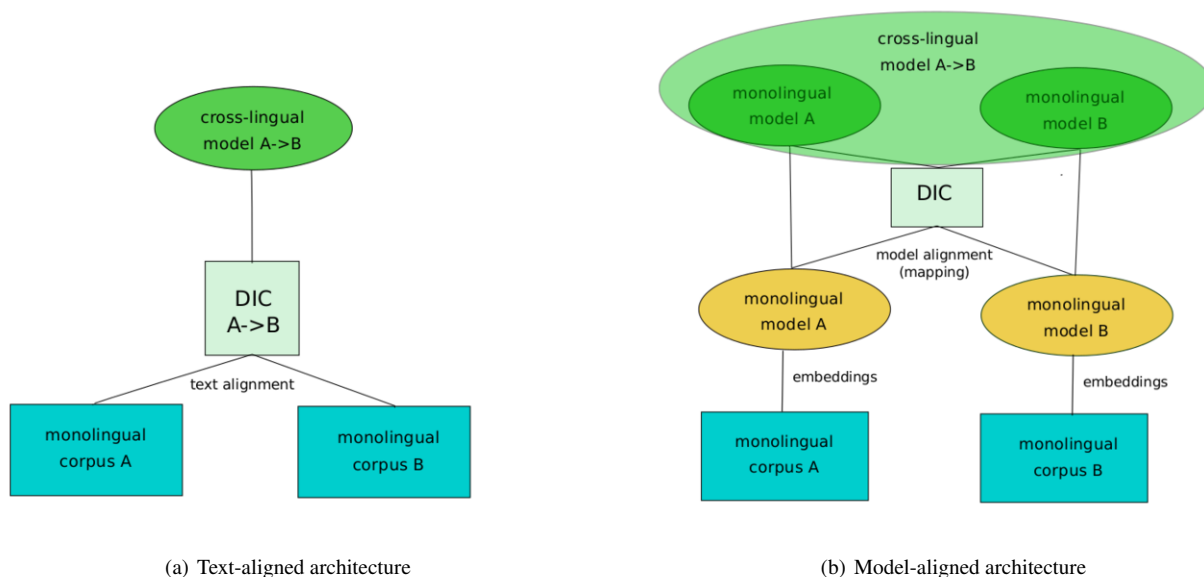 cross-lingual
model A->B
DIC
A->B
text alignment
monolingual
corpus A
monolingual
corpus B
(a) Text-aligned architecture
cross-lingual
model A->B
monolingual
model A
monolingual
model B
DIC
model alignment
(mapping)
monolingual
model A
monolingual
model B
embeddings
embeddings
monolingual
corpus A
monolingual
corpus B
(b) Model-aligned architecture